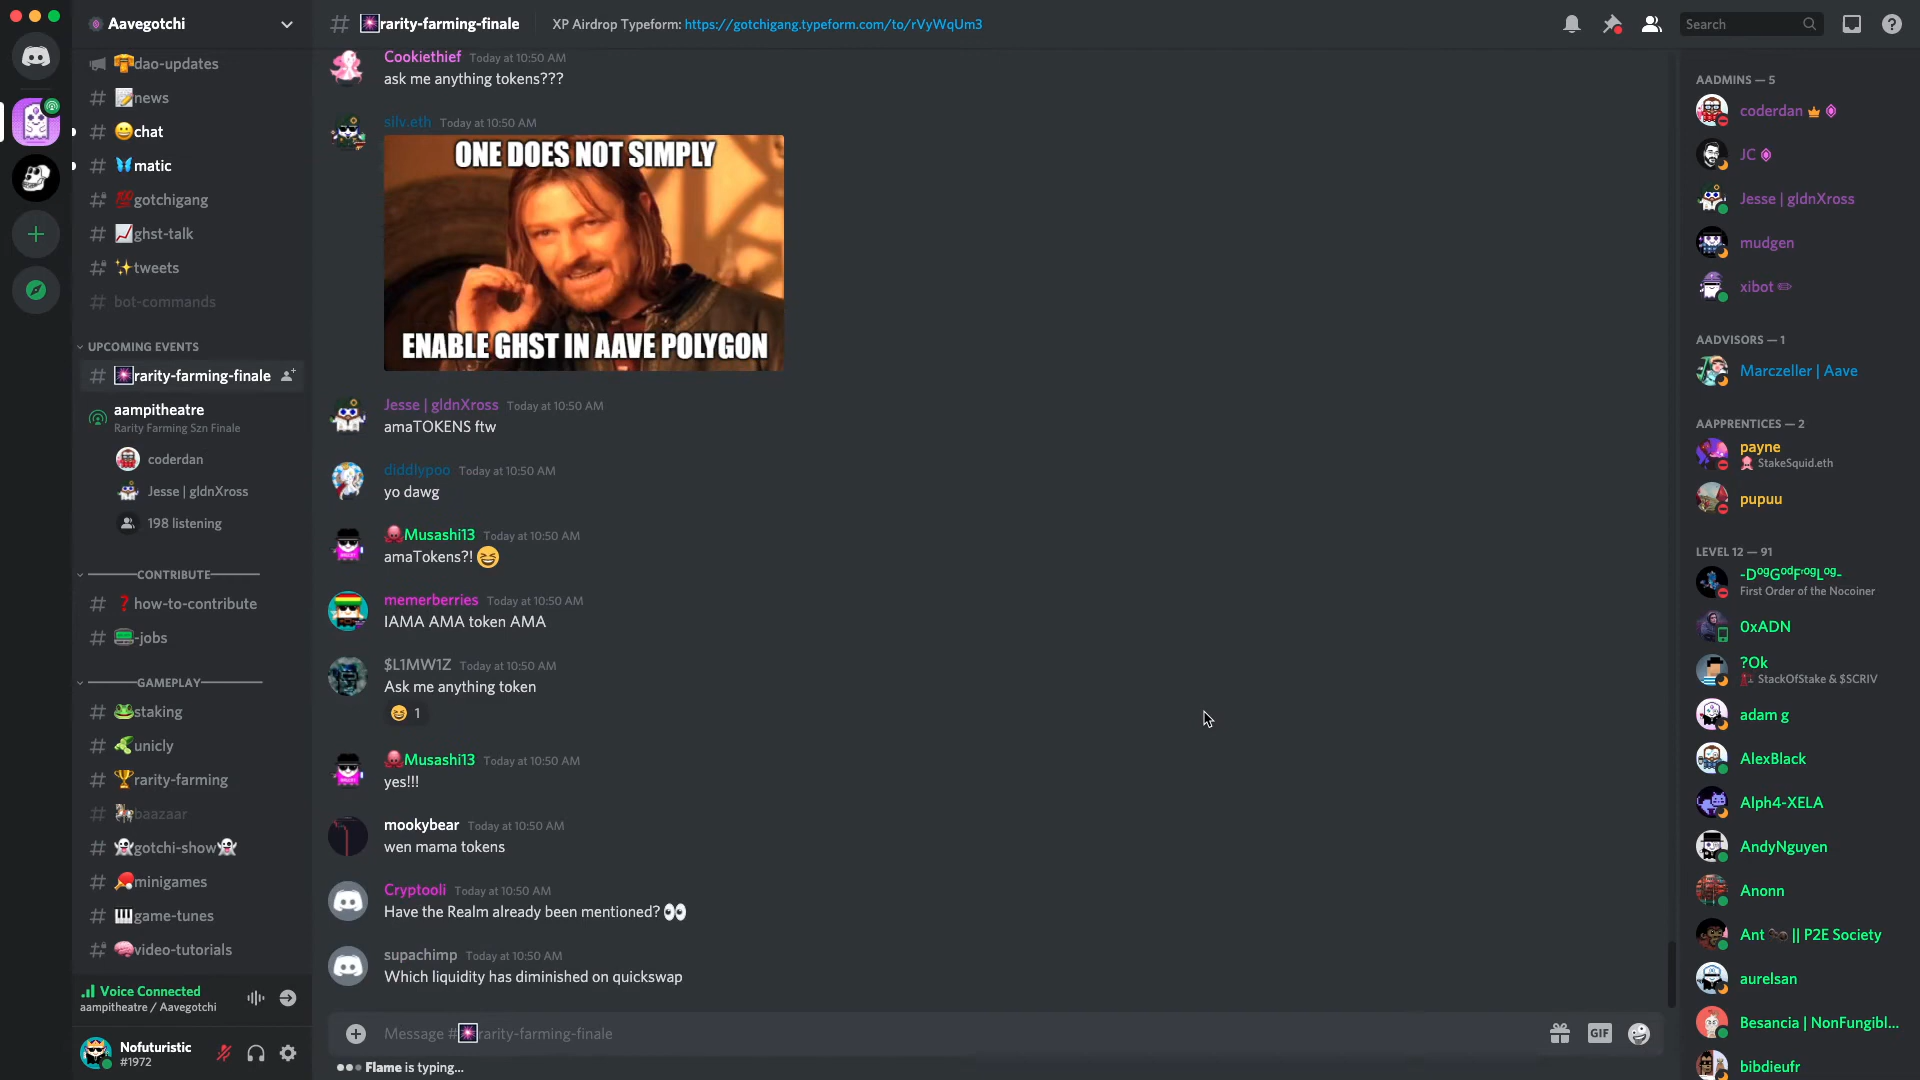 Aavegotchi
dao-updates
news
chat
matic
gotchigang
ghst-talk
tweets
bot-commands
UPCOMING EVENTS
rarity-farming-finale
aampitheatre
Rarity Farming Szn Finale
coderdan
Jesse | gldnXross
198 listening
CONTRIBUTE
how-to-contribute
-jobs
GAMEPLAY
staking
unicly
rarity-farming
baazaar
gotchi-show
minigames
game-tunes
video-tutorials
Voice Connected
aampitheatre / Aavegotchi
Nofuturistic
#1972
rarity-farming-finale
XP Airdrop Typeform: https://gotchigang.typeform.com/to/rVyWqUm3
Search
Cookiethief Today at 10:50 AM
ask me anything tokens???
sllv.eth Today at 10:50 AM
ONE DOES NOT SIMPLY
ENABLE GHST IN AAVE POLYGON
Jesse | gldnXross Today at 10:50 AM
amaTOKENS ftw
diddlypoo Today at 10:50 AM
yo dawg
Musashi13 Today at 10:50 AM
amaTokens?! 😆
memerberries Today at 10:50 AM
IAMA AMA token AMA
$L1MW1Z Today at 10:50 AM
Ask me anything token
😆 1
Musashi13 Today at 10:50 AM
yes!!!
mookybear Today at 10:50 AM
wen mama tokens
Cryptooli Today at 10:50 AM
Have the Realm already been mentioned? 👀
supachimp Today at 10:50 AM
Which liquidity has diminished on quickswap
Message #rarity-farming-finale
GIF
Flame is typing...
AADMINS — 5
coderdan
JC
Jesse | gldnXross
mudgen
xibot ✏
AADVISORS — 1
Marczeller | Aave
AAPRENTICES — 2
payne
StakeSquid.eth
pupuu
LEVEL 12 — 91
-DᵒᵍGᵒᵈFʳᵒᵍLᵒᵍ-
First Order of the Nocoiner
0xADN
?Ok
StackOfStake & $SCRIV
adam g
AlexBlack
Alph4-XELA
AndyNguyen
Anonn
Ant 🐜 || P2E Society
aurelsan
Besancia | NonFungibl...
bibdieufr